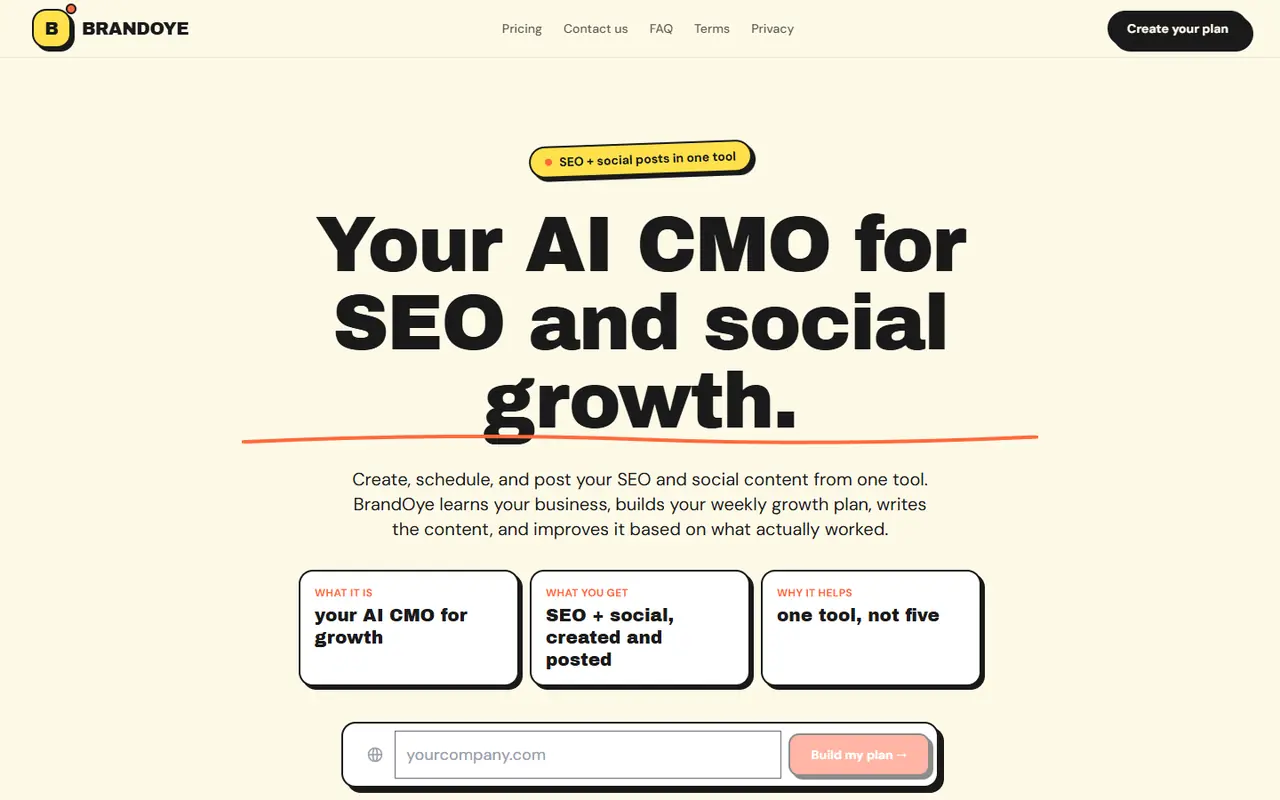 B BRANDOYE
Pricing Contact us FAQ Terms Privacy
Create your plan
SEO + social posts in one tool
Your AI CMO for
SEO and social
growth.
Create, schedule, and post your SEO and social content from one tool.
BrandOye learns your business, builds your weekly growth plan, writes
the content, and improves it based on what actually worked.
WHAT IT IS
your AI CMO for
growth
WHAT YOU GET
SEO + social,
created and
posted
WHY IT HELPS
one tool, not five
yourcompany.com
Build my plan →